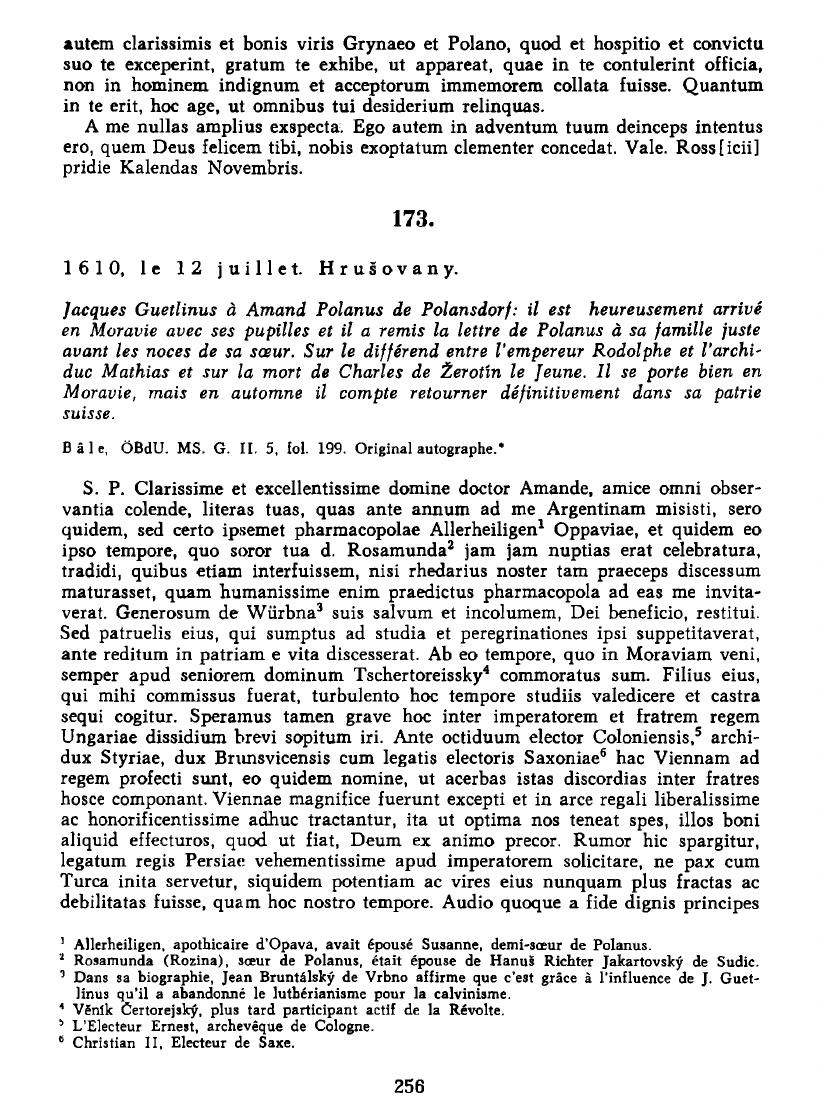 autem clarissimis et bonis viris Grynaeo et Polano, quod et hospitio et convictu
suo te exceperint, gratum te exhibe, ut appareat, quae in te contulerint officia,
non in hominem indignum et acceptorum immemorem collata fuisse. Quantum
in te erit, hoc age, ut omnibus tui desiderium relinquas.
A me nullas amplius exspecta. Ego autem in adventum tuum deinceps intentus
ero, quem Deus felicem tibi, nobis exoptatum clementer concedat. Vale. Ross[icii]
pridie Kalendas Novembris.
173.
1610, le 12 juillet. Hrušovany.
Jacques Guetlinus à Amand Polanus de Polansdorf: il est heureusement arrivé
en Moravie avec ses pupilles et il a remis la lettre de Polanus à sa famille juste
avant les noces de sa sœur. Sur le différend entre l'empereur Rodolphe et l'archi-
duc Mathias et sur la mort de Charles de Žerotín le Jeune. Il se porte bien en
Moravie, mais en automne il compte retourner définitivement dans sa patrie
suisse.
Bâle, ÖBdU. MS. G. II. 5, fol. 199. Original autographe.*
S. P. Clarissime et excellentissime domine doctor Amande, amice omni obser-
vantia colende, literas tuas, quas ante annum ad me Argentinam misisti, sero
quidem, sed certo ipsemet pharmacopolae Allerheiligen¹ Oppaviae, et quidem eo
ipso tempore, quo soror tua d. Rosamunda² jam jam nuptias erat celebratura,
tradidi, quibus etiam interfuissem, nisi rhedarius noster tam praeceps discessum
maturasset, quam humanissime enim praedictus pharmacopola ad eas me invita-
verat. Generosum de Würbna³ suis salvum et incolumem, Dei beneficio, restitui.
Sed patruelis eius, qui sumptus ad studia et peregrinationes ipsi suppetitaverat,
ante reditum in patriam e vita discesserat. Ab eo tempore, quo in Moraviam veni,
semper apud seniorem dominum Tschertoreissky⁴ commoratus sum. Filius eius,
qui mihi commissus fuerat, turbulento hoc tempore studiis valedicere et castra
sequi cogitur. Speramus tamen grave hoc inter imperatorem et fratrem regem
Ungariae dissidium brevi sopitum iri. Ante octiduum elector Coloniensis,⁵ archi-
dux Styriae, dux Brunsvicensis cum legatis electoris Saxoniae⁶ hac Viennam ad
regem profecti sunt, eo quidem nomine, ut acerbas istas discordias inter fratres
hosce componant. Viennae magnifice fuerunt excepti et in arce regali liberalissime
ac honorificentissime adhuc tractantur, ita ut optima nos teneat spes, illos boni
aliquid effecturos, quod ut fiat, Deum ex animo precor. Rumor hic spargitur,
legatum regis Persiae vehementissime apud imperatorem solicitare, ne pax cum
Turca inita servetur, siquidem potentiam ac vires eius nunquam plus fractas ac
debilitatas fuisse, quam hoc nostro tempore. Audio quoque a fide dignis principes
¹ Allerheiligen, apothicaire d'Opava, avait épousé Susanne, demi-sœur de Polanus.
² Rosamunda (Rozina), sœur de Polanus, était épouse de Hanuš Richter Jakartovský de Sudic.
³ Dans sa biographie, Jean Bruntálský de Vrbno affirme que c'est grâce à l'influence de J. Guet-
linus qu'il a abandonné le luthérianisme pour la calvinisme.
⁴ Věník Čertorejský, plus tard participant actif de la Révolte.
⁵ L'Electeur Ernest, archevêque de Cologne.
⁶ Christian II, Electeur de Saxe.
256